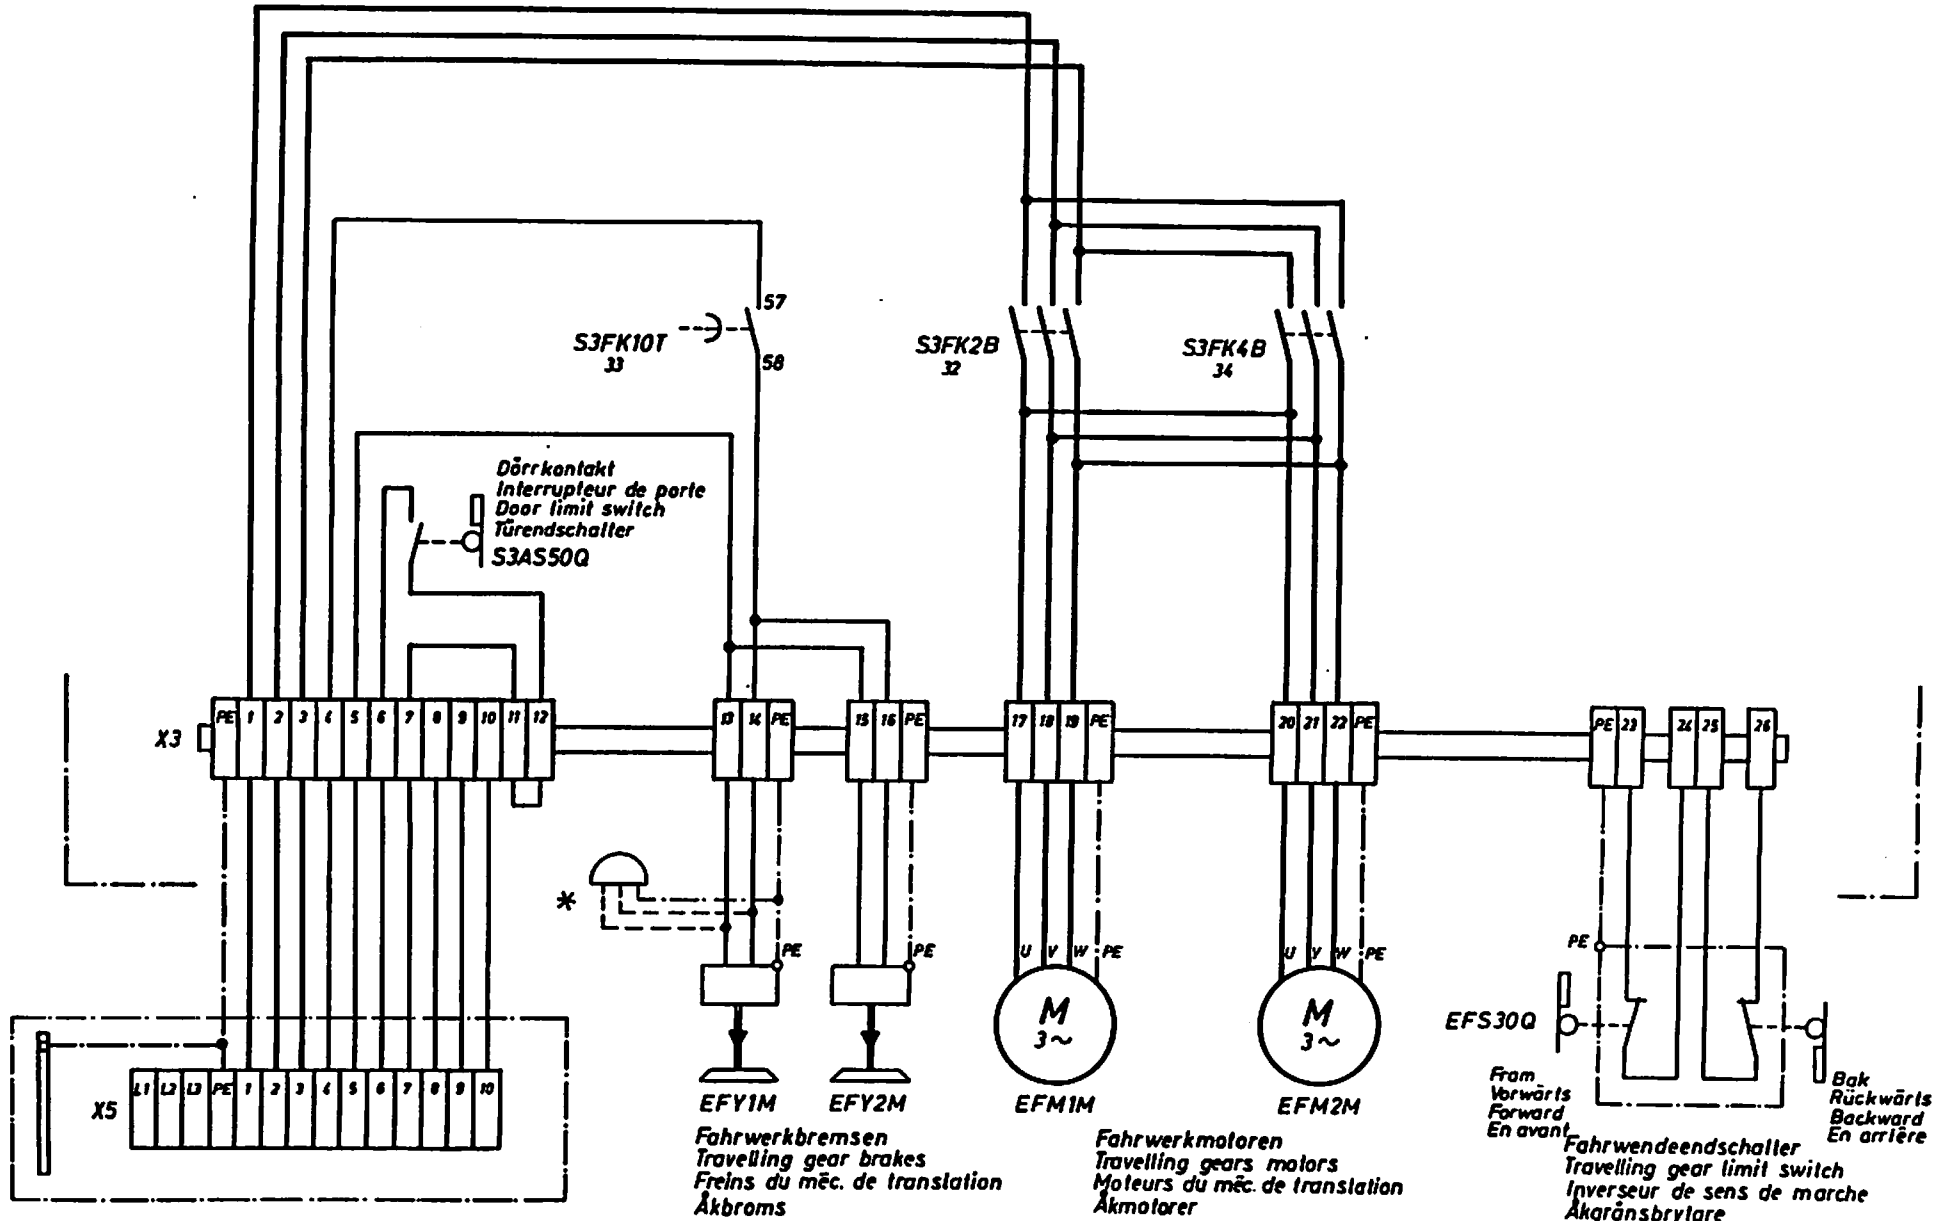 57
S3FK10T
33
58
S3FK2B
32
S3FK4B
34
Dörrkontakt
Interrupteur de porte
Door limit switch
Türendschalter
S3AS50Q
X3
PE 1 2 3 4 5 6 7 8 9 10 11 12
13 14 PE
15 16 PE
17 18 19 PE
20 21 22 PE
PE 23 24 25 26
*
PE
PE
U V W PE
U V W PE
PE
M
3~
M
3~
EFS30Q
X5
L1 L2 L3 PE 1 2 3 4 5 6 7 8 9 10
EFY1M
EFY2M
EFM1M
EFM2M
Fram
Vorwärts
Forward
En avant
Bak
Rückwärts
Backward
En arrière
Fahrwerkbremsen
Travelling gear brakes
Freins du méc. de translation
Åkbroms
Fahrwerkmotoren
Travelling gears motors
Moteurs du méc. de translation
Åkmotorer
Fahrwendeendschalter
Travelling gear limit switch
Inverseur de sens de marche
Åkgränsbrytare